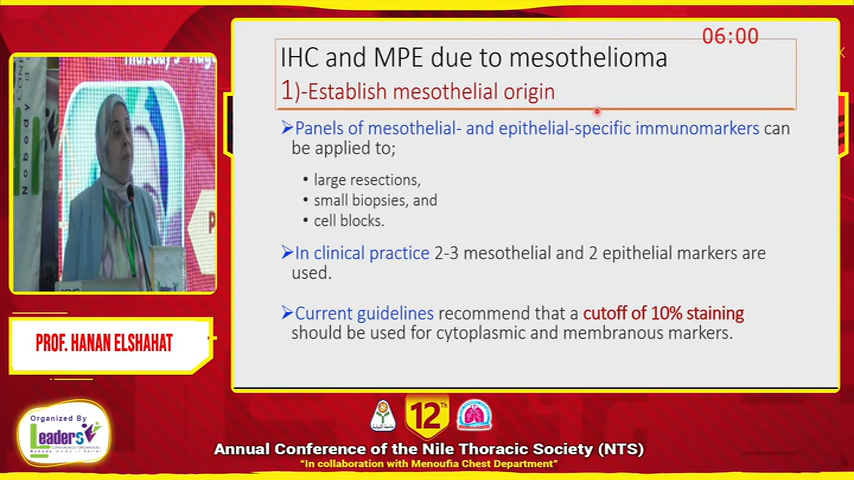 06:00
IHC and MPE due to mesothelioma
1)-Establish mesothelial origin
➢Panels of mesothelial- and epithelial-specific immunomarkers can
be applied to;
• large resections,
• small biopsies, and
• cell blocks.
➢In clinical practice 2-3 mesothelial and 2 epithelial markers are
used.
➢Current guidelines recommend that a cutoff of 10% staining
should be used for cytoplasmic and membranous markers.
Thursday 3
Nobody
PROF. HANAN ELSHAHAT
Organized By
Leaders
12Th
Annual Conference of the Nile Thoracic Society (NTS)
"In collaboration with Menoufia Chest Department"